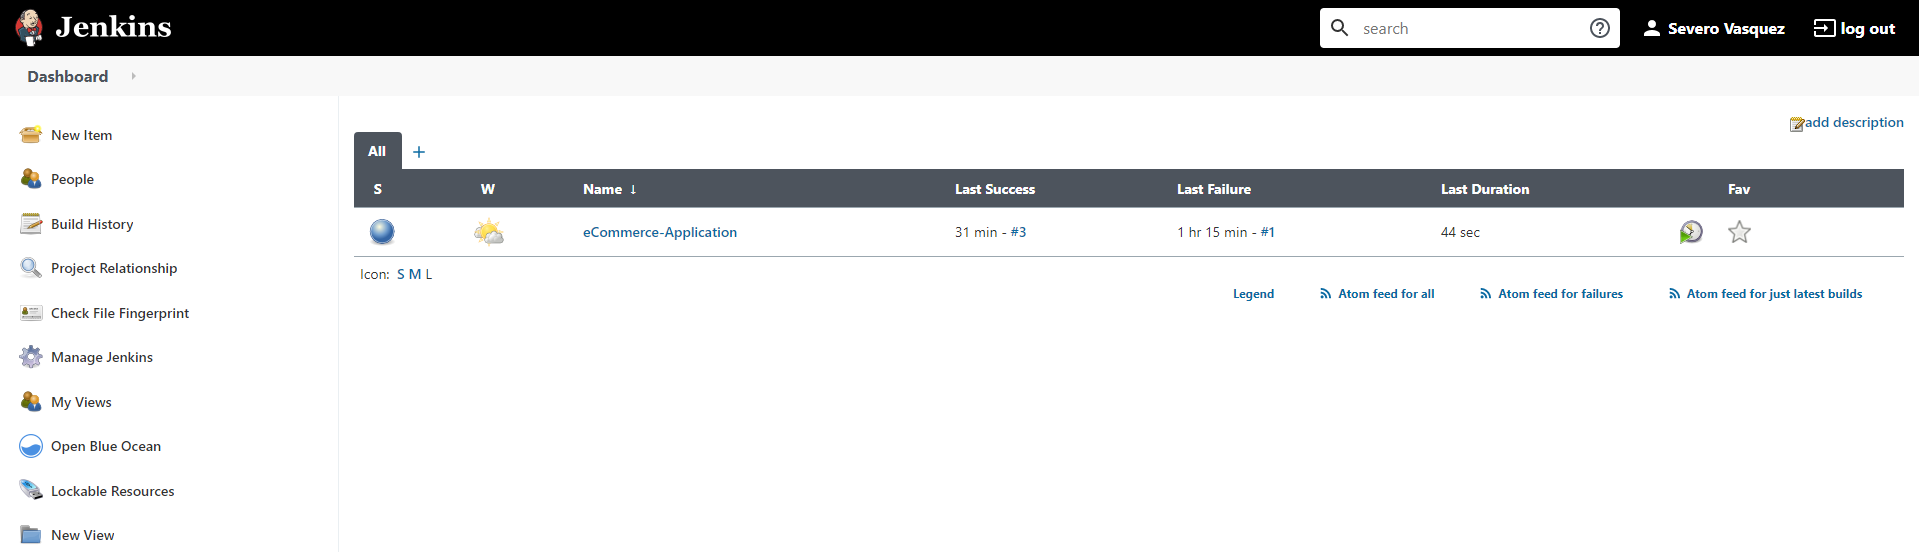 Jenkins
search
Severo Vasquez
log out
Dashboard
New Item
People
Build History
Project Relationship
Check File Fingerprint
Manage Jenkins
My Views
Open Blue Ocean
Lockable Resources
New View
add description
All +
S W Name ↓ Last Success Last Failure Last Duration Fav
eCommerce-Application 31 min - #3 1 hr 15 min - #1 44 sec
Icon: S M L
Legend Atom feed for all Atom feed for failures Atom feed for just latest builds